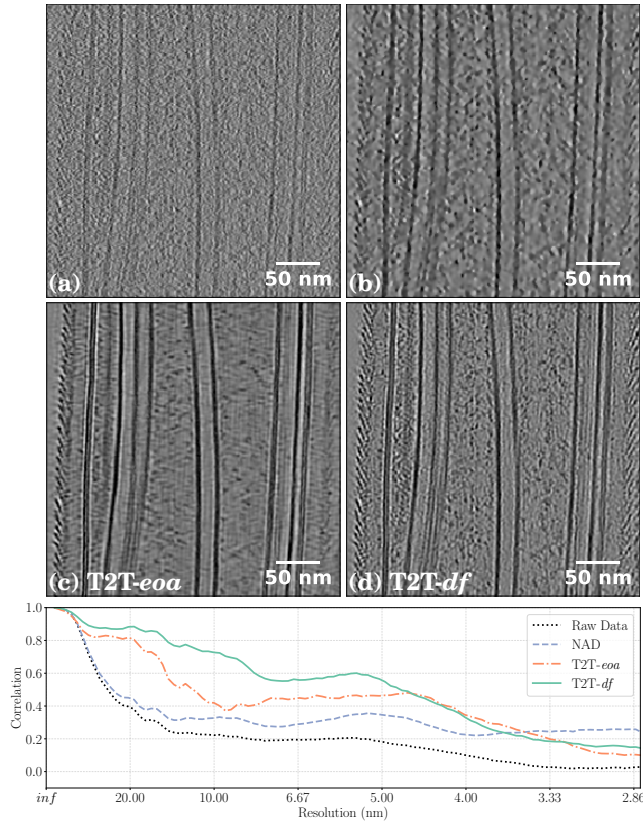 (a)
50 nm
(b)
50 nm
(c) T2T-eoa
50 nm
(d) T2T-df
50 nm
Correlation
1.0
0.8
0.6
0.4
0.2
0.0
Raw Data
NAD
T2T-eoa
T2T-df
inf 20.00 10.00 6.67 5.00 4.00 3.33 2.86
Resolution (nm)